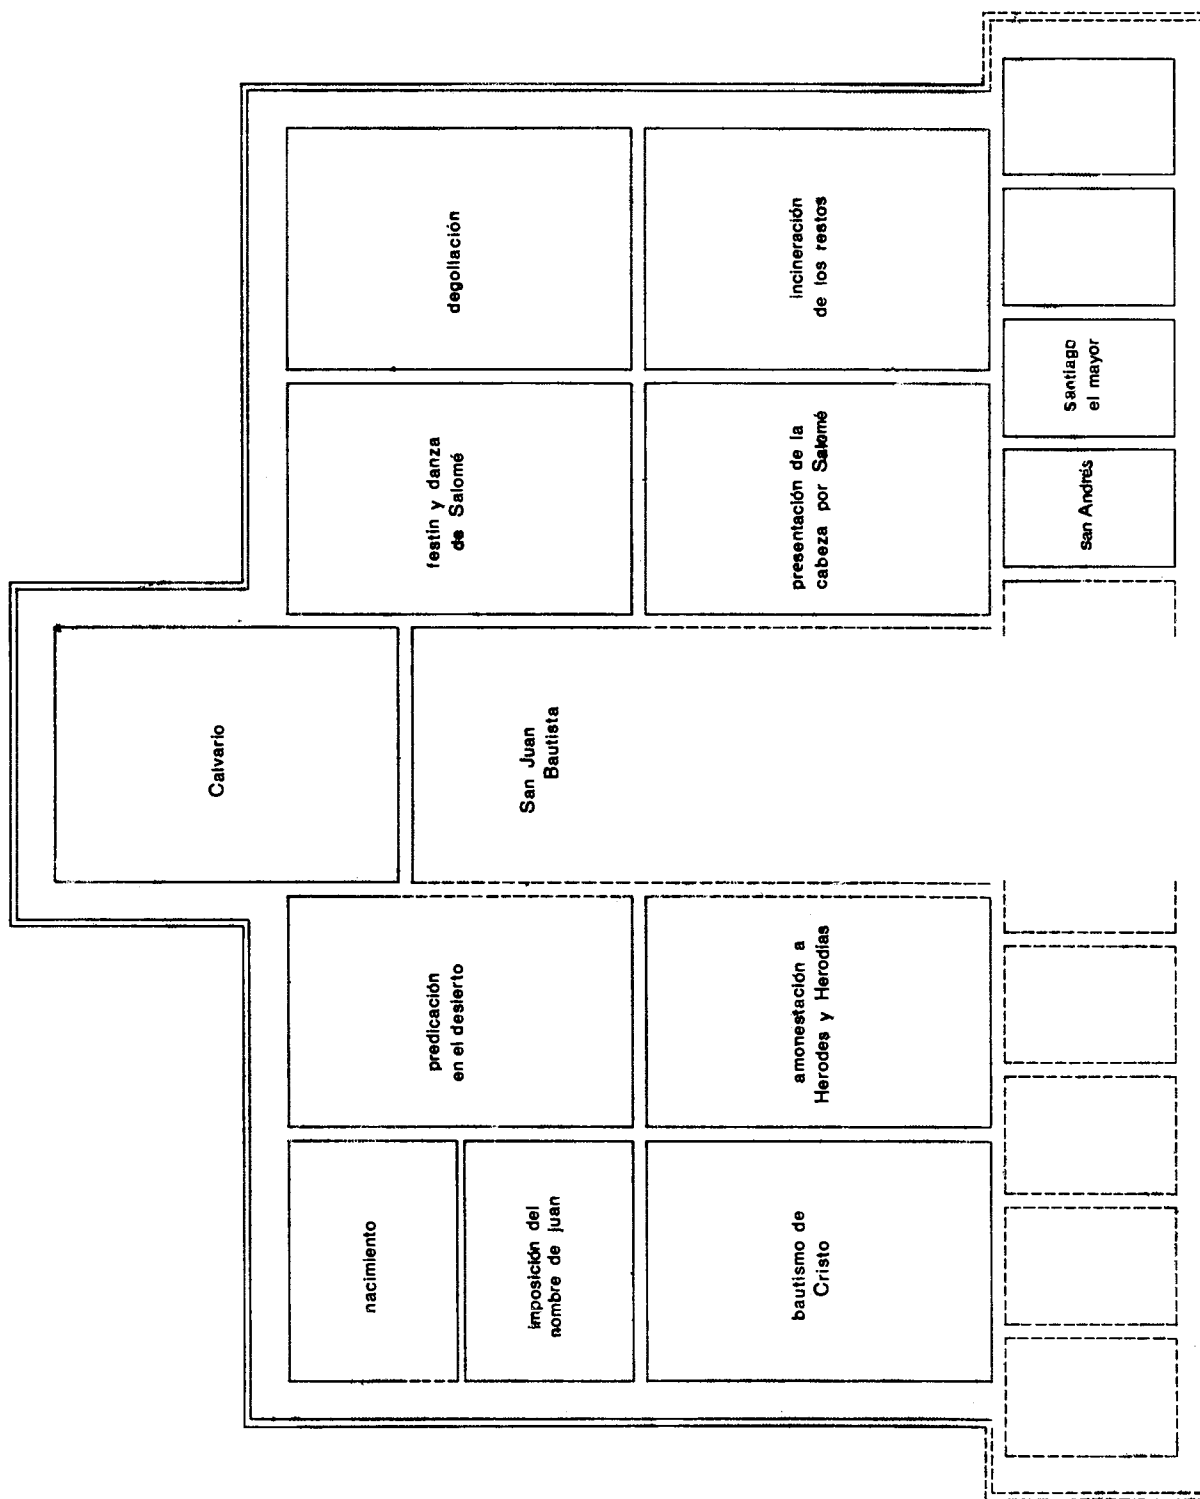 Calvario
nacimiento
imposición del
nombre de juan
predicación
en el desierto
San Juan
Bautista
festín y danza
de Salomé
degollación
bautismo de
Cristo
amonestación a
Herodes y Herodías
presentación de la
cabeza por Salomé
incineración
de los restos
san Andrés
Santiago
el mayor